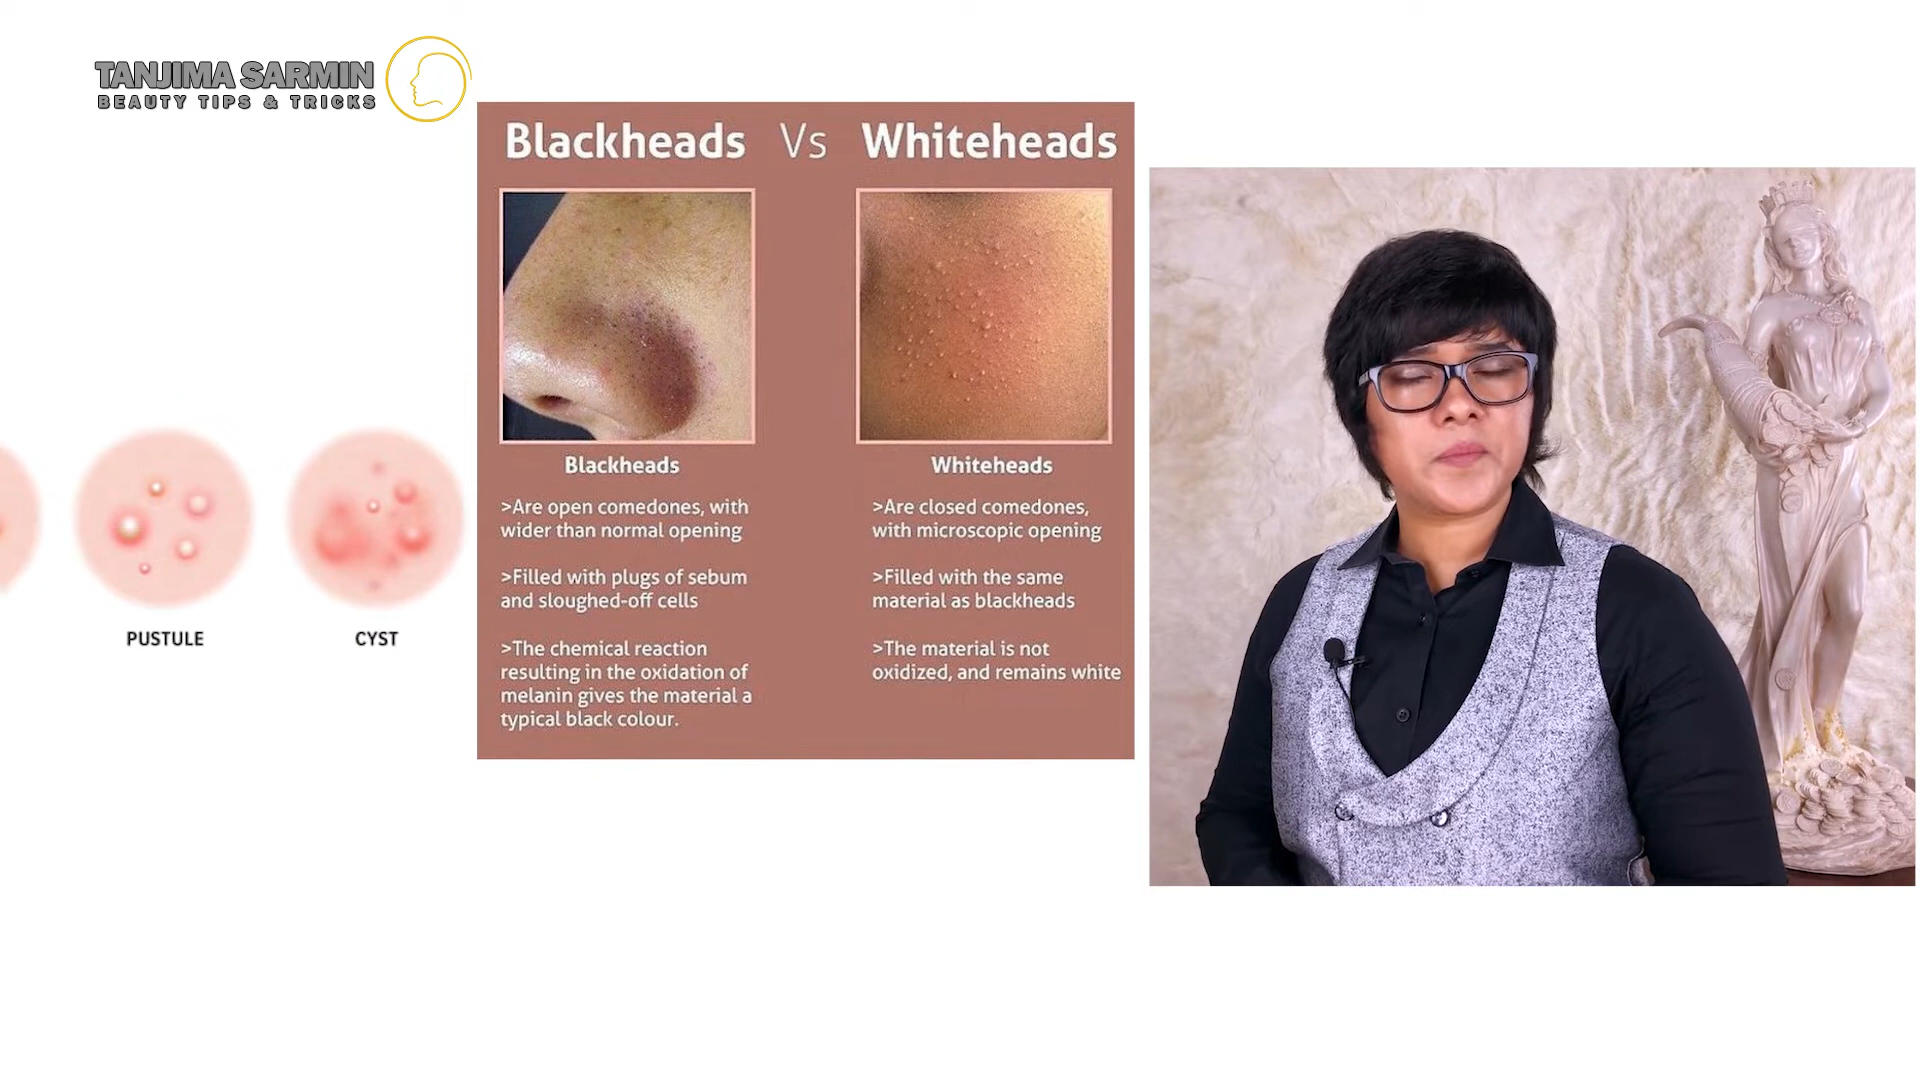 TANJIMA SARMIN
BEAUTY TIPS & TRICKS
PUSTULE
CYST
Blackheads Vs Whiteheads
Blackheads
>Are open comedones, with
wider than normal opening
>Filled with plugs of sebum
and sloughed-off cells
>The chemical reaction
resulting in the oxidation of
melanin gives the material a
typical black colour.
Whiteheads
>Are closed comedones,
with microscopic opening
>Filled with the same
material as blackheads
>The material is not
oxidized, and remains white